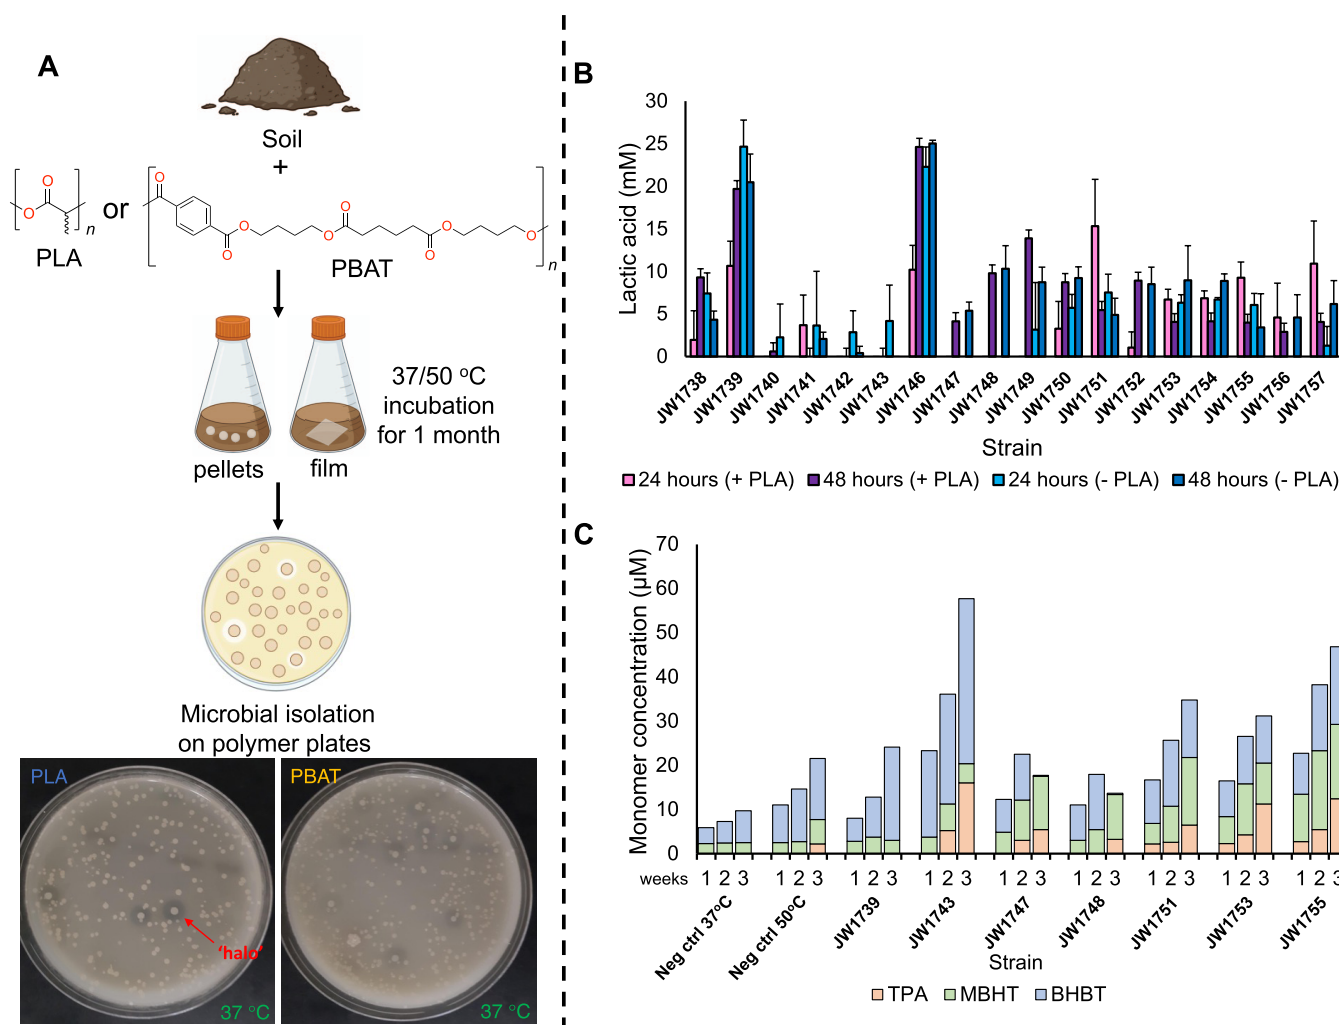 A
Soil
+
O
O
n
PLA
or
O
O
O
O
O
O
O
O
n
PBAT
37/50 °C
incubation
for 1 month
pellets
film
Microbial isolation
on polymer plates
PLA
'halo'
37 °C
PBAT
37 °C
B
Lactic acid (mM)
30
25
20
15
10
5
0
JW1738
JW1739
JW1740
JW1741
JW1742
JW1743
JW1746
JW1747
JW1748
JW1749
JW1750
JW1751
JW1752
JW1753
JW1754
JW1755
JW1756
JW1757
Strain
24 hours (+ PLA) 48 hours (+ PLA) 24 hours (- PLA) 48 hours (- PLA)
C
Monomer concentration (µM)
70
60
50
40
30
20
10
0
weeks 1 2 3 1 2 3 1 2 3 1 2 3 1 2 3 1 2 3 1 2 3 1 2 3 1 2 3
Neg ctrl 37°C
Neg ctrl 50°C
JW1739
JW1743
JW1747
JW1748
JW1751
JW1753
JW1755
Strain
TPA MBHT BHBT